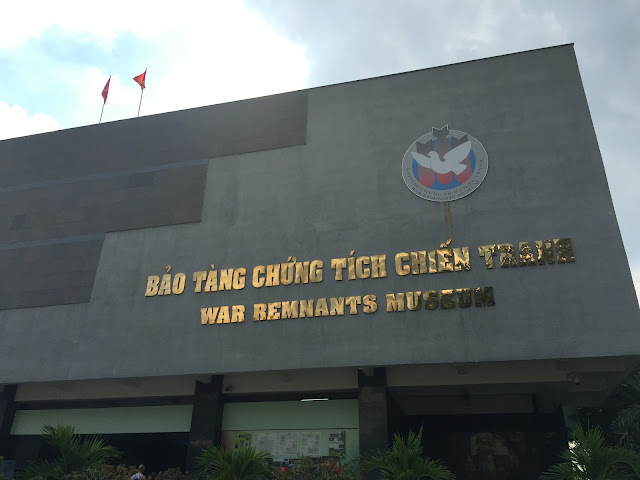 BẢO TÀNG CHỨNG TÍCH CHIẾN TRANH
WAR REMNANTS MUSEUM